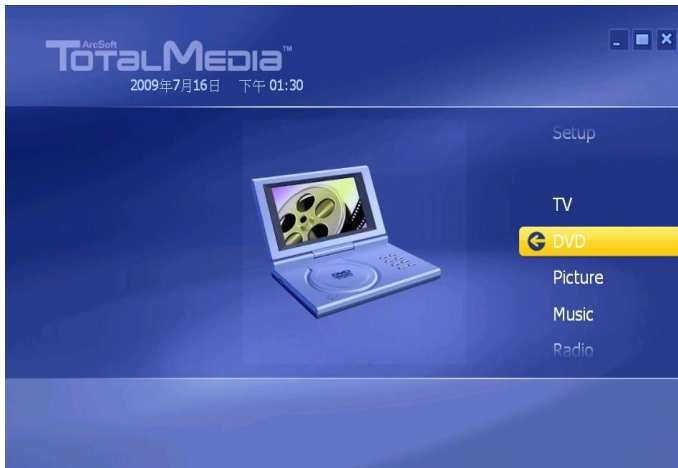 ArcSoft
TOTALMEDIA™
2009年7月16日 下午 01:30
Setup
TV
DVD
Picture
Music
Radio
DVD